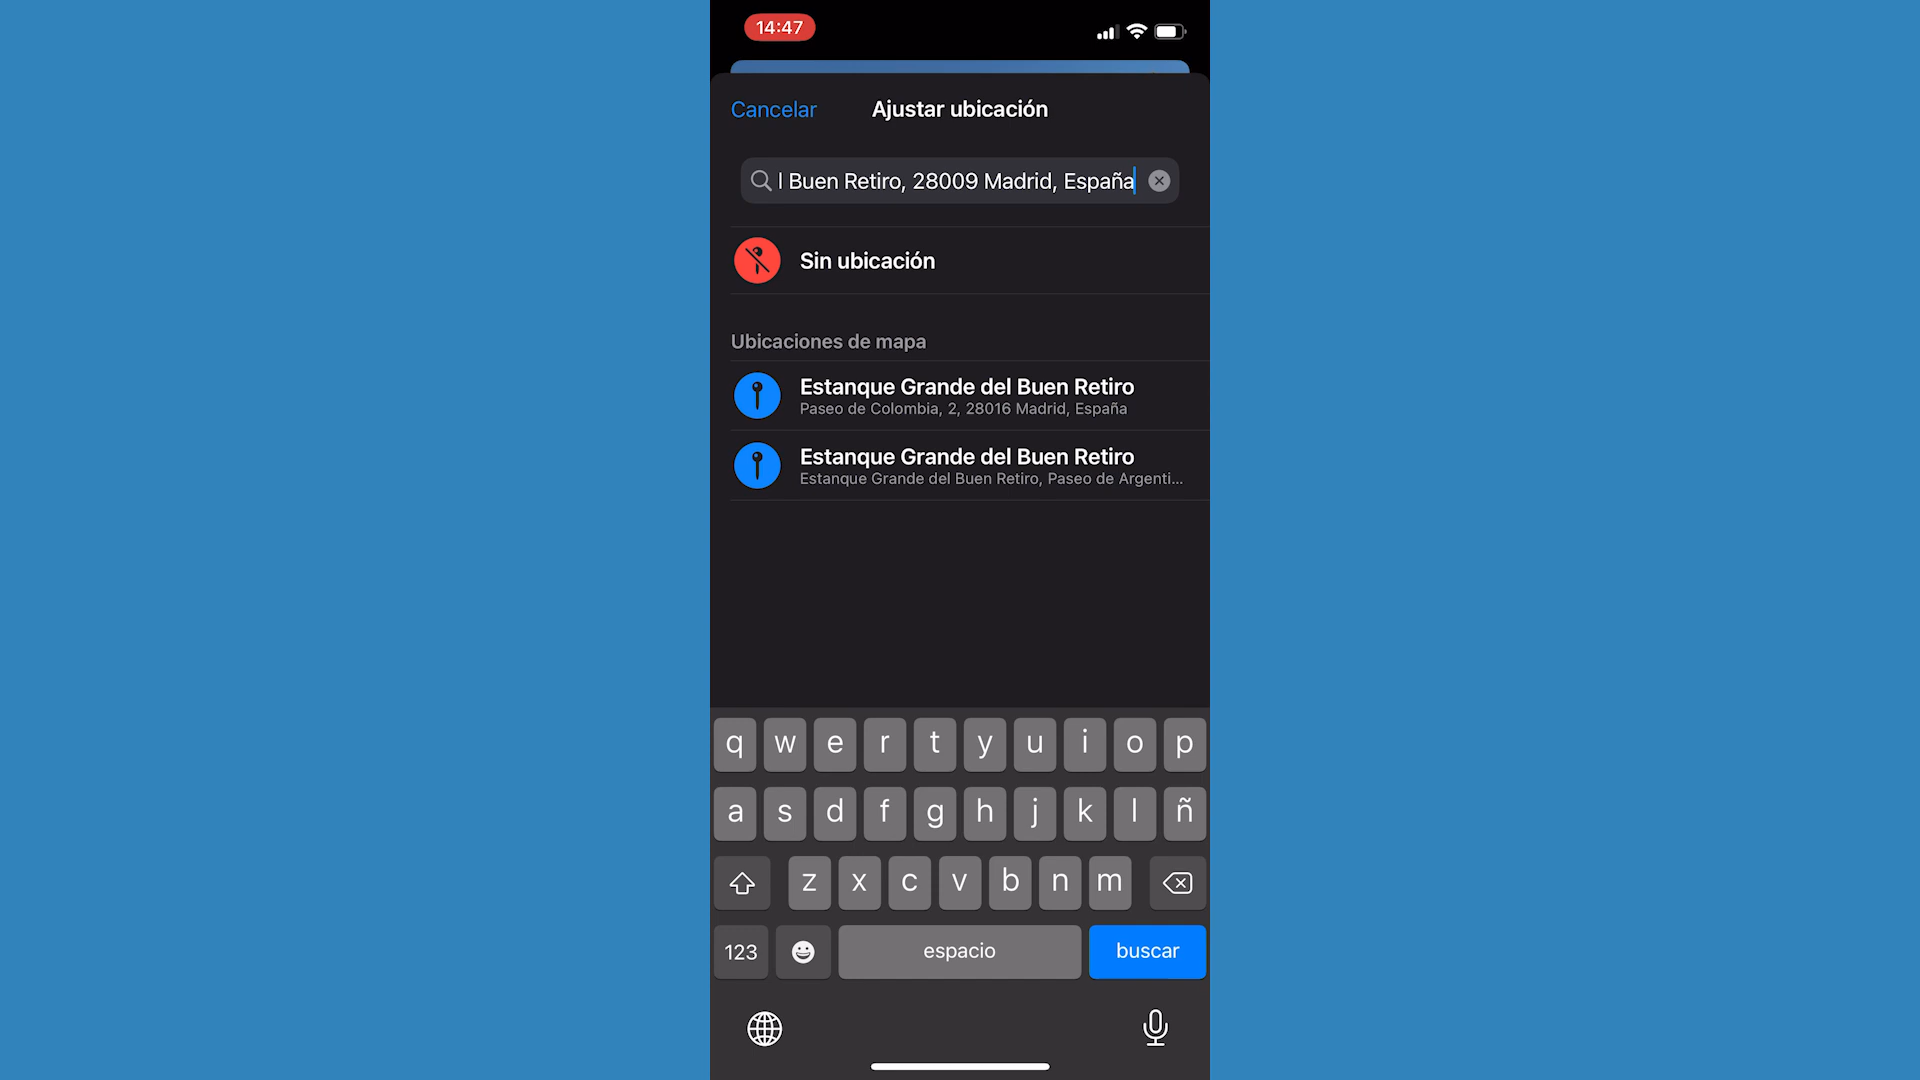 14:47
Cancelar
Ajustar ubicación
l Buen Retiro, 28009 Madrid, España
Sin ubicación
Ubicaciones de mapa
Estanque Grande del Buen Retiro
Paseo de Colombia, 2, 28016 Madrid, España
Estanque Grande del Buen Retiro
Estanque Grande del Buen Retiro, Paseo de Argenti...
q w e r t y u i o p
a s d f g h j k l ñ
z x c v b n m
123 espacio buscar